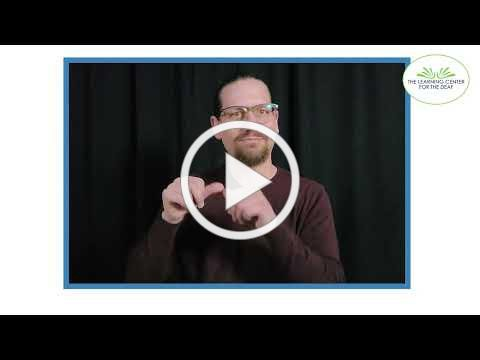 THE LEARNING CENTER
FOR THE DEAF